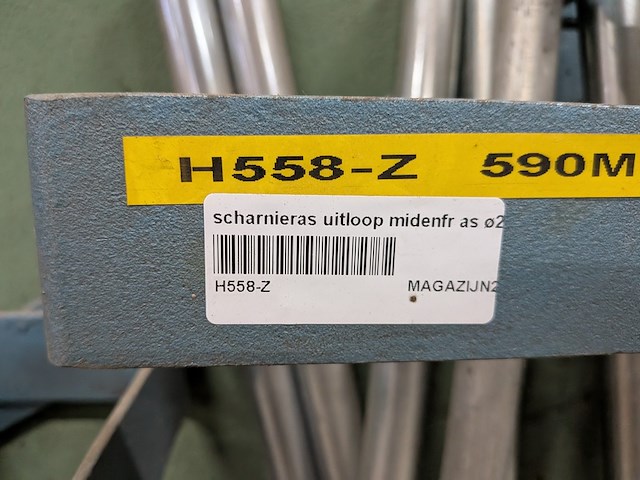 H558-Z 590M
scharnieras uitloop midenfr as ø2
H558-Z MAGAZIJN2